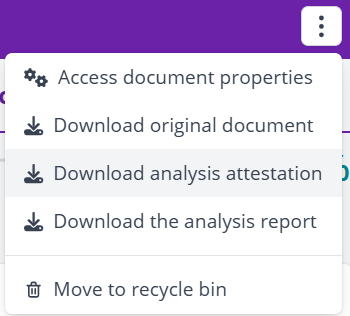 Access document properties
Download original document
Download analysis attestation
Download the analysis report
Move to recycle bin